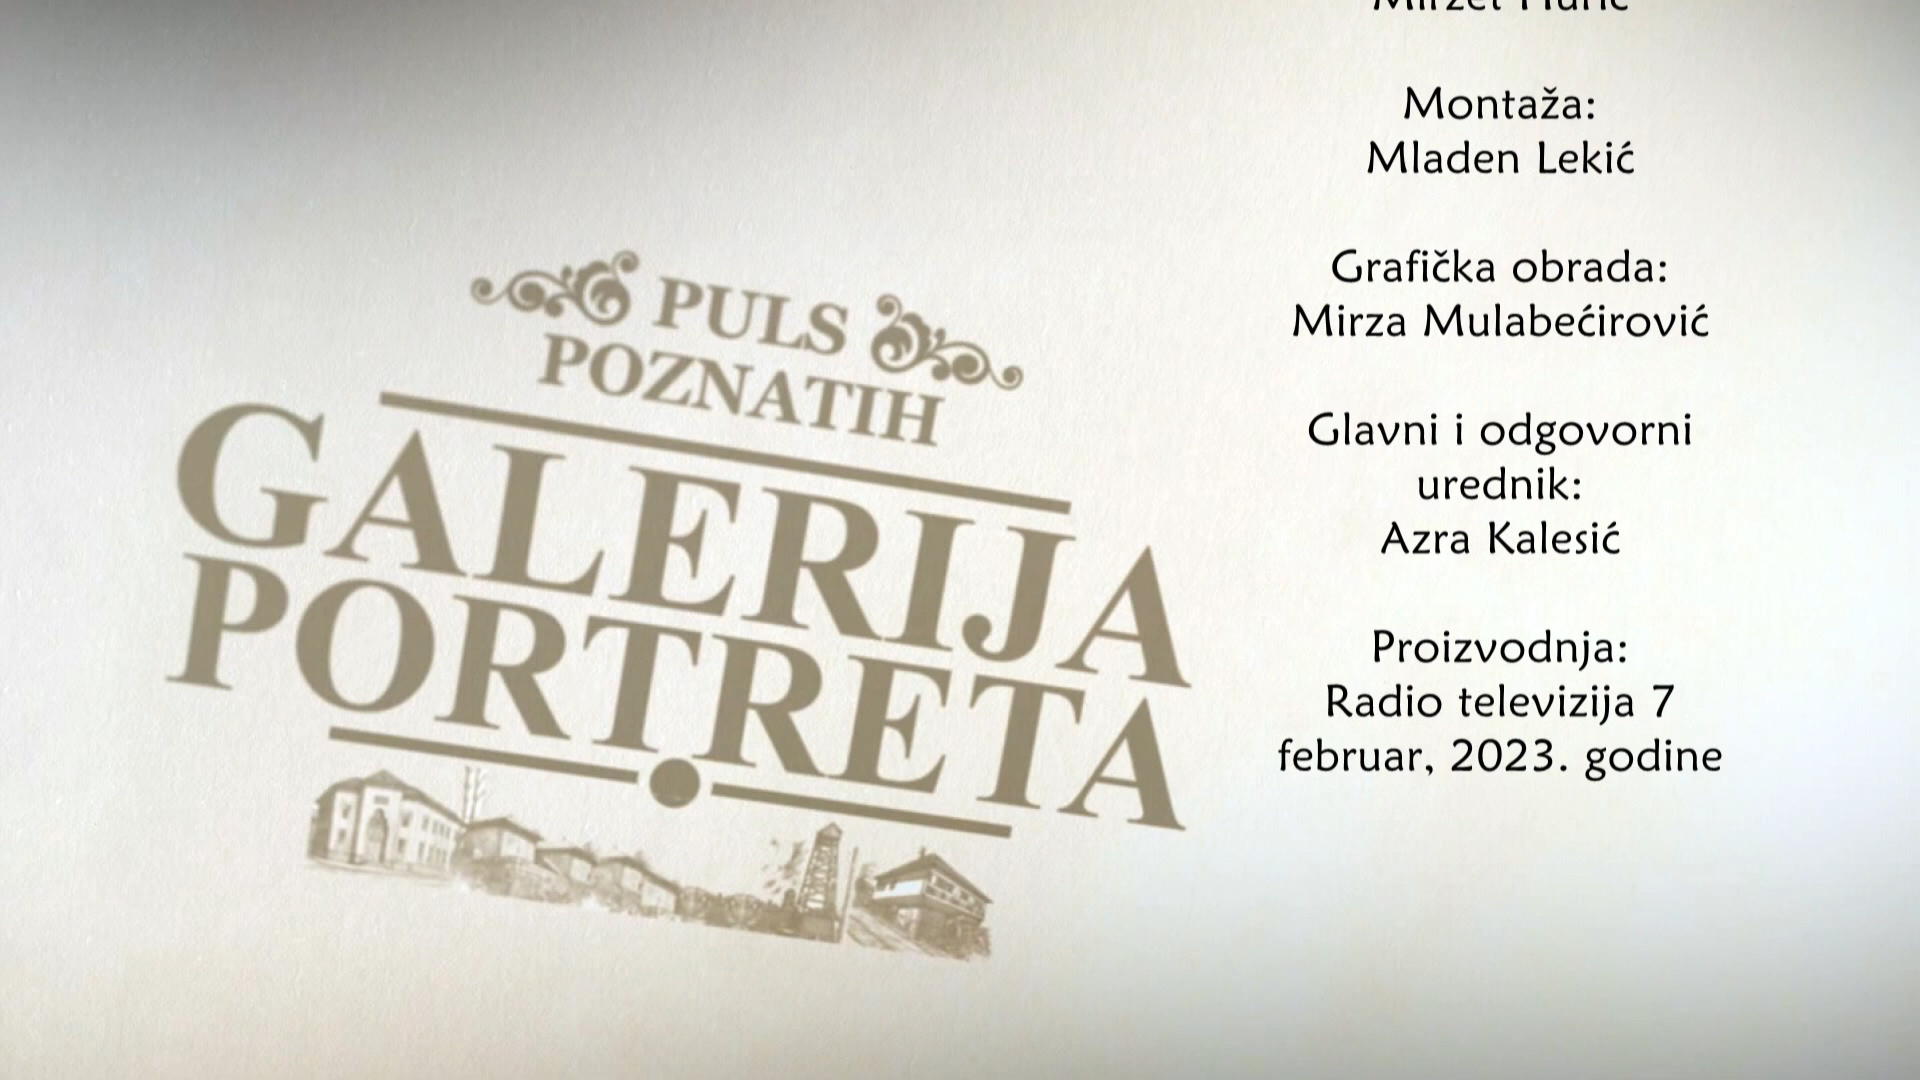 PULS
POZNATIH
GALERIJA
PORTRETA
Montaža:
Mladen Lekić
Grafička obrada:
Mirza Mulabećirović
Glavni i odgovorni
urednik:
Azra Kalesić
Proizvodnja:
Radio televizija 7
februar, 2023. godine